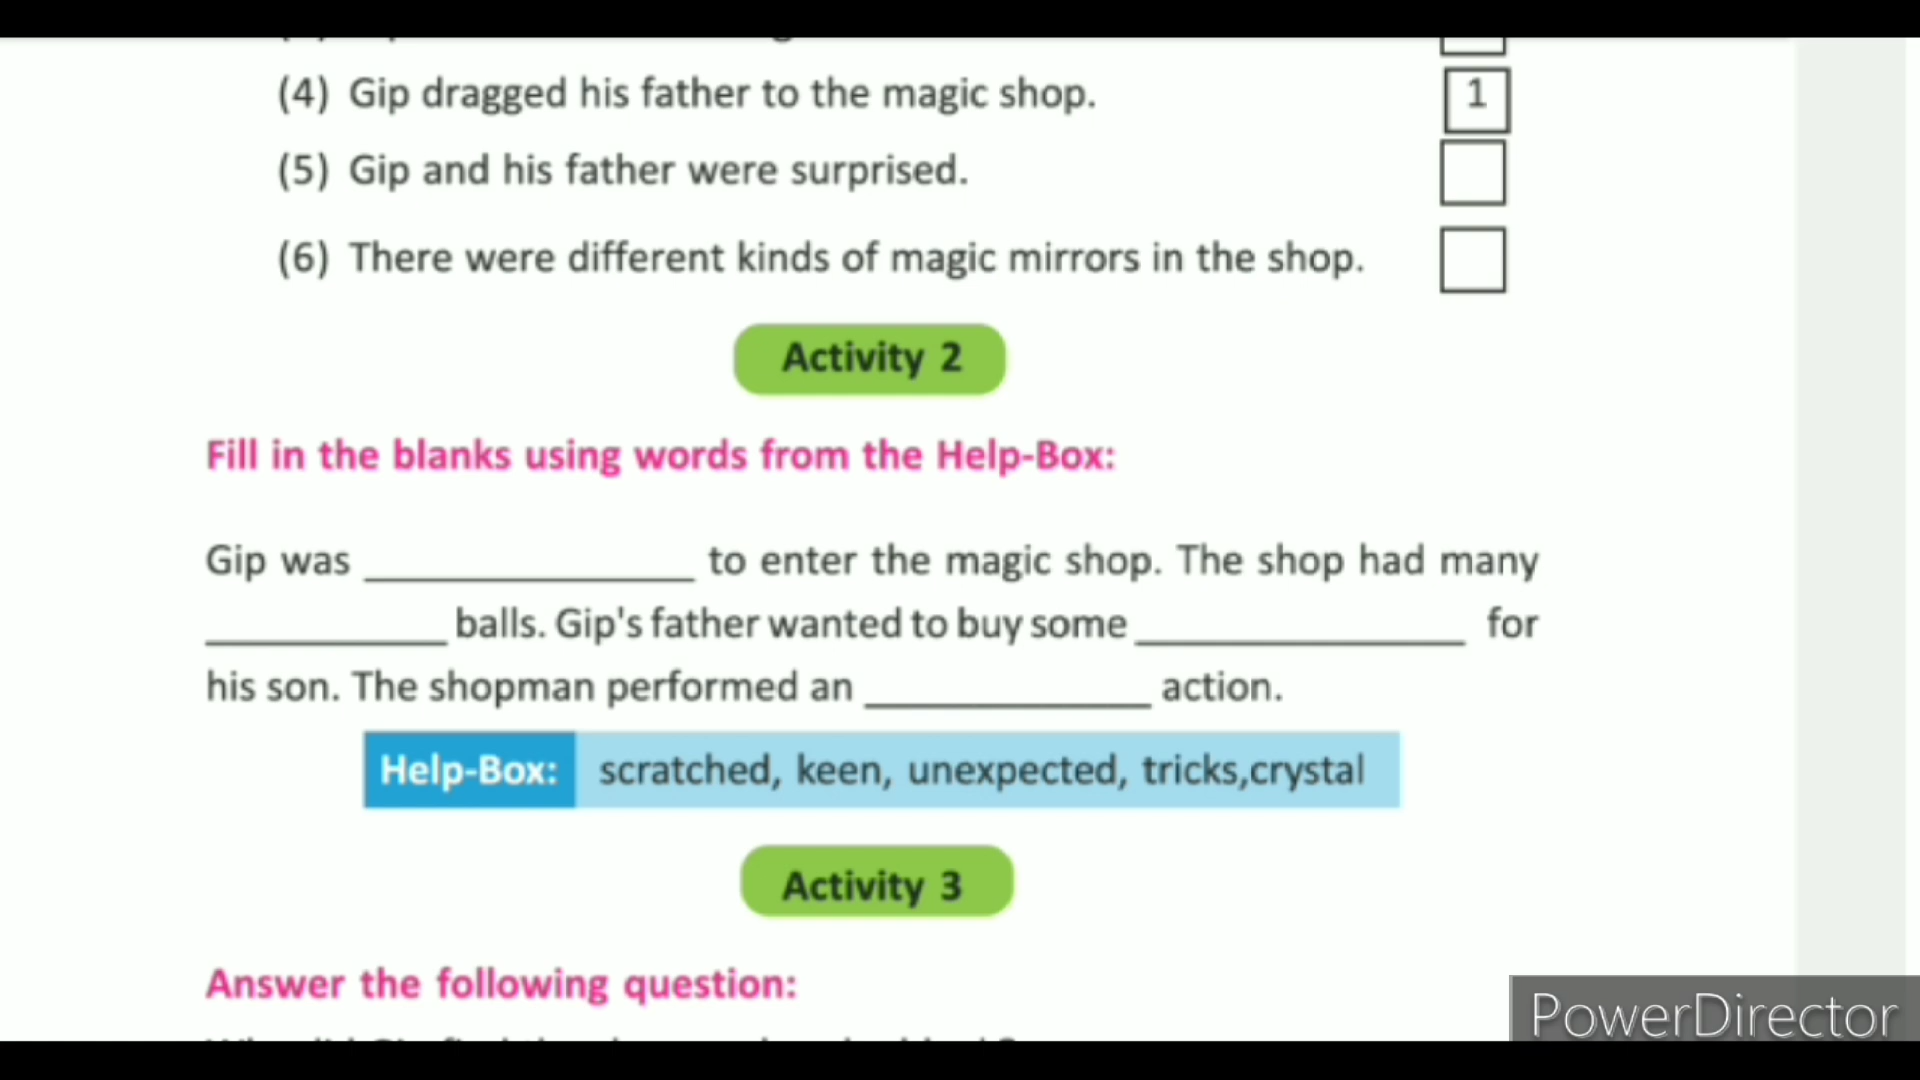 (4) Gip dragged his father to the magic shop. 1
(5) Gip and his father were surprised.
(6) There were different kinds of magic mirrors in the shop.
Activity 2
Fill in the blanks using words from the Help-Box:
Gip was ______________ to enter the magic shop. The shop had many
__________ balls. Gip's father wanted to buy some ______________ for
his son. The shopman performed an ____________ action.
Help-Box: scratched, keen, unexpected, tricks,crystal
Activity 3
Answer the following question:
PowerDirector